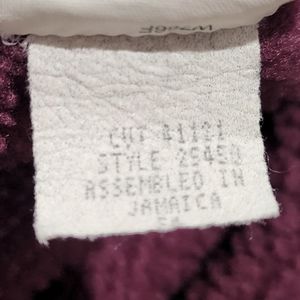 CUT 41121
STYLE 25450
ASSEMBLED IN
JAMAICA